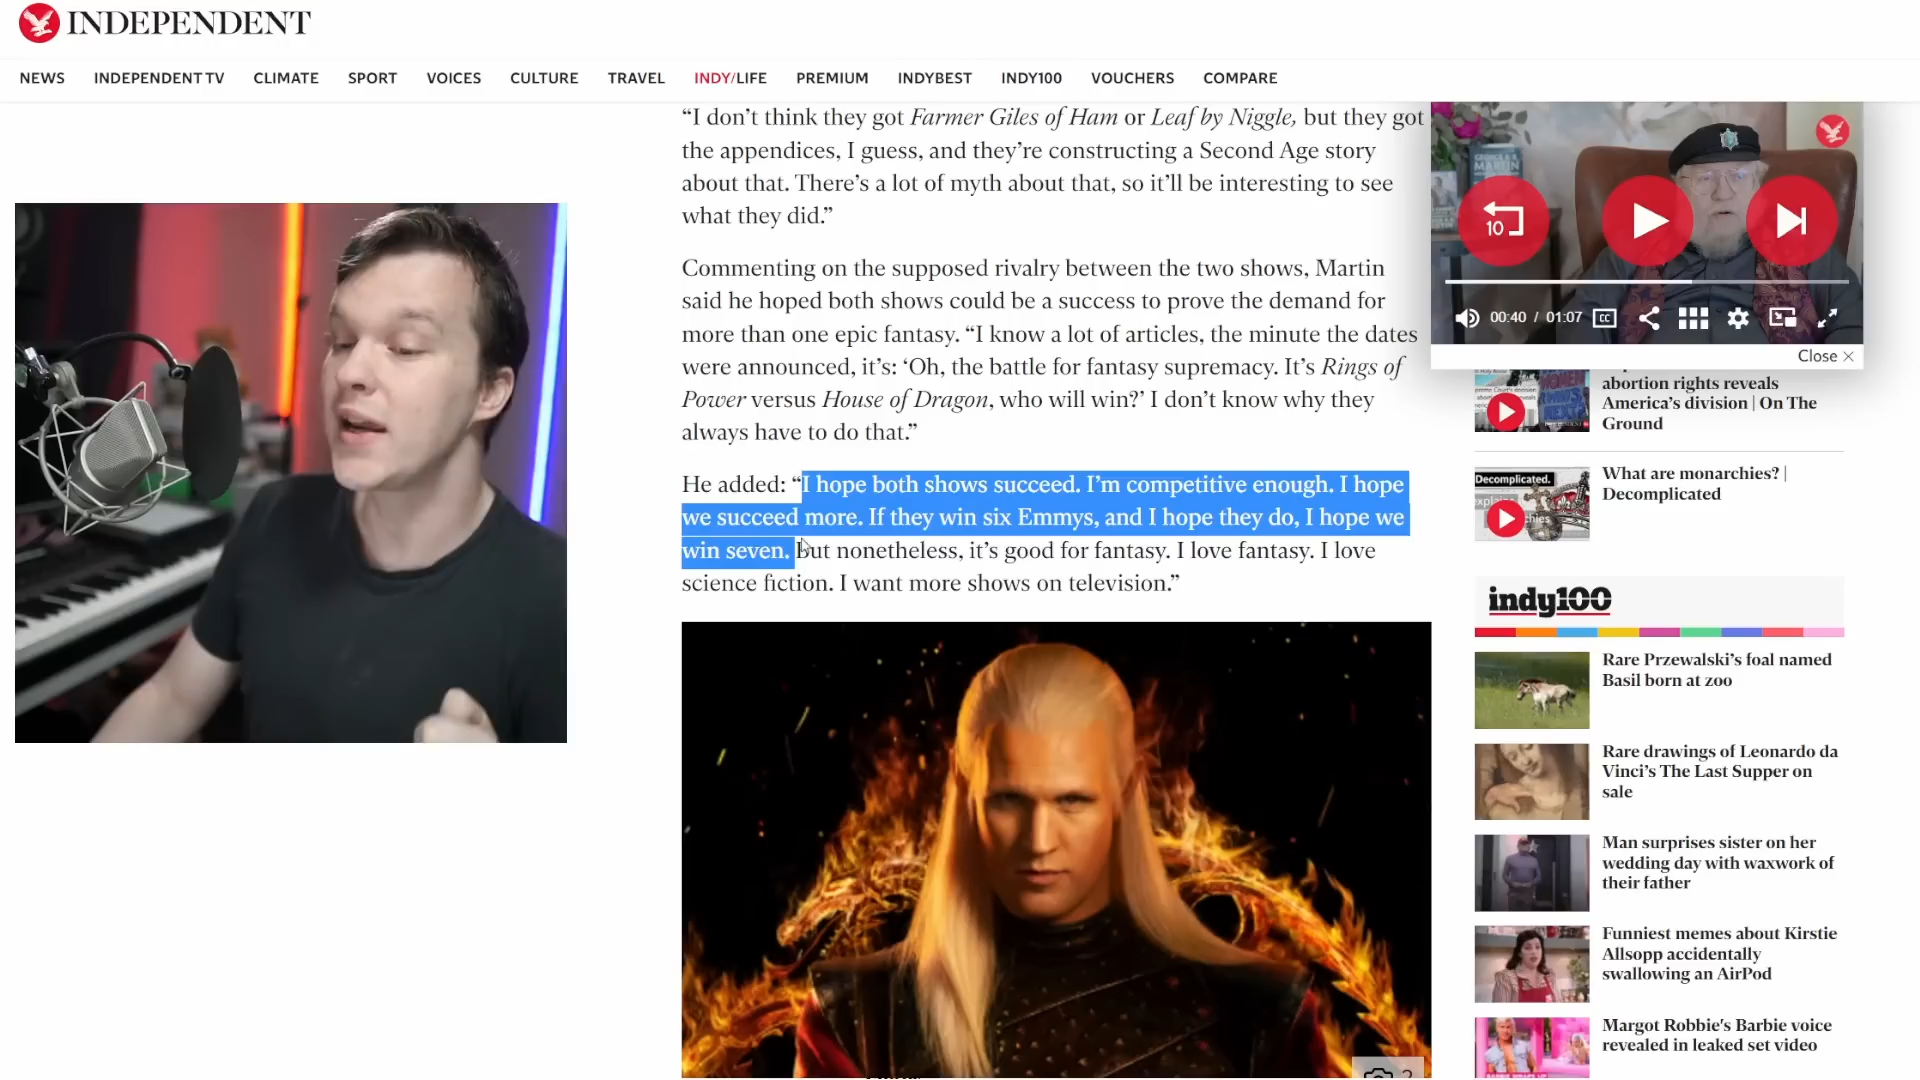 INDEPENDENT
NEWS INDEPENDENT TV CLIMATE SPORT VOICES CULTURE TRAVEL INDY/LIFE PREMIUM INDYBEST INDY100 VOUCHERS COMPARE
“I don’t think they got Farmer Giles of Ham or Leaf by Niggle, but they got
the appendices, I guess, and they’re constructing a Second Age story
about that. There’s a lot of myth about that, so it’ll be interesting to see
what they did.”
Commenting on the supposed rivalry between the two shows, Martin
said he hoped both shows could be a success to prove the demand for
more than one epic fantasy. “I know a lot of articles, the minute the dates
were announced, it’s: ‘Oh, the battle for fantasy supremacy. It’s Rings of
Power versus House of Dragon, who will win?’ I don’t know why they
always have to do that.”
He added: “I hope both shows succeed. I’m competitive enough. I hope
we succeed more. If they win six Emmys, and I hope they do, I hope we
win seven. But nonetheless, it’s good for fantasy. I love fantasy. I love
science fiction. I want more shows on television.”
10
00:40 / 01:07 CC
Close ×
abortion rights reveals
America’s division | On The
Ground
Decomplicated.
What are monarchies? |
Decomplicated
indy100
Rare Przewalski’s foal named
Basil born at zoo
Rare drawings of Leonardo da
Vinci’s The Last Supper on
sale
Man surprises sister on her
wedding day with waxwork of
their father
Funniest memes about Kirstie
Allsopp accidentally
swallowing an AirPod
Margot Robbie’s Barbie voice
revealed in leaked set video